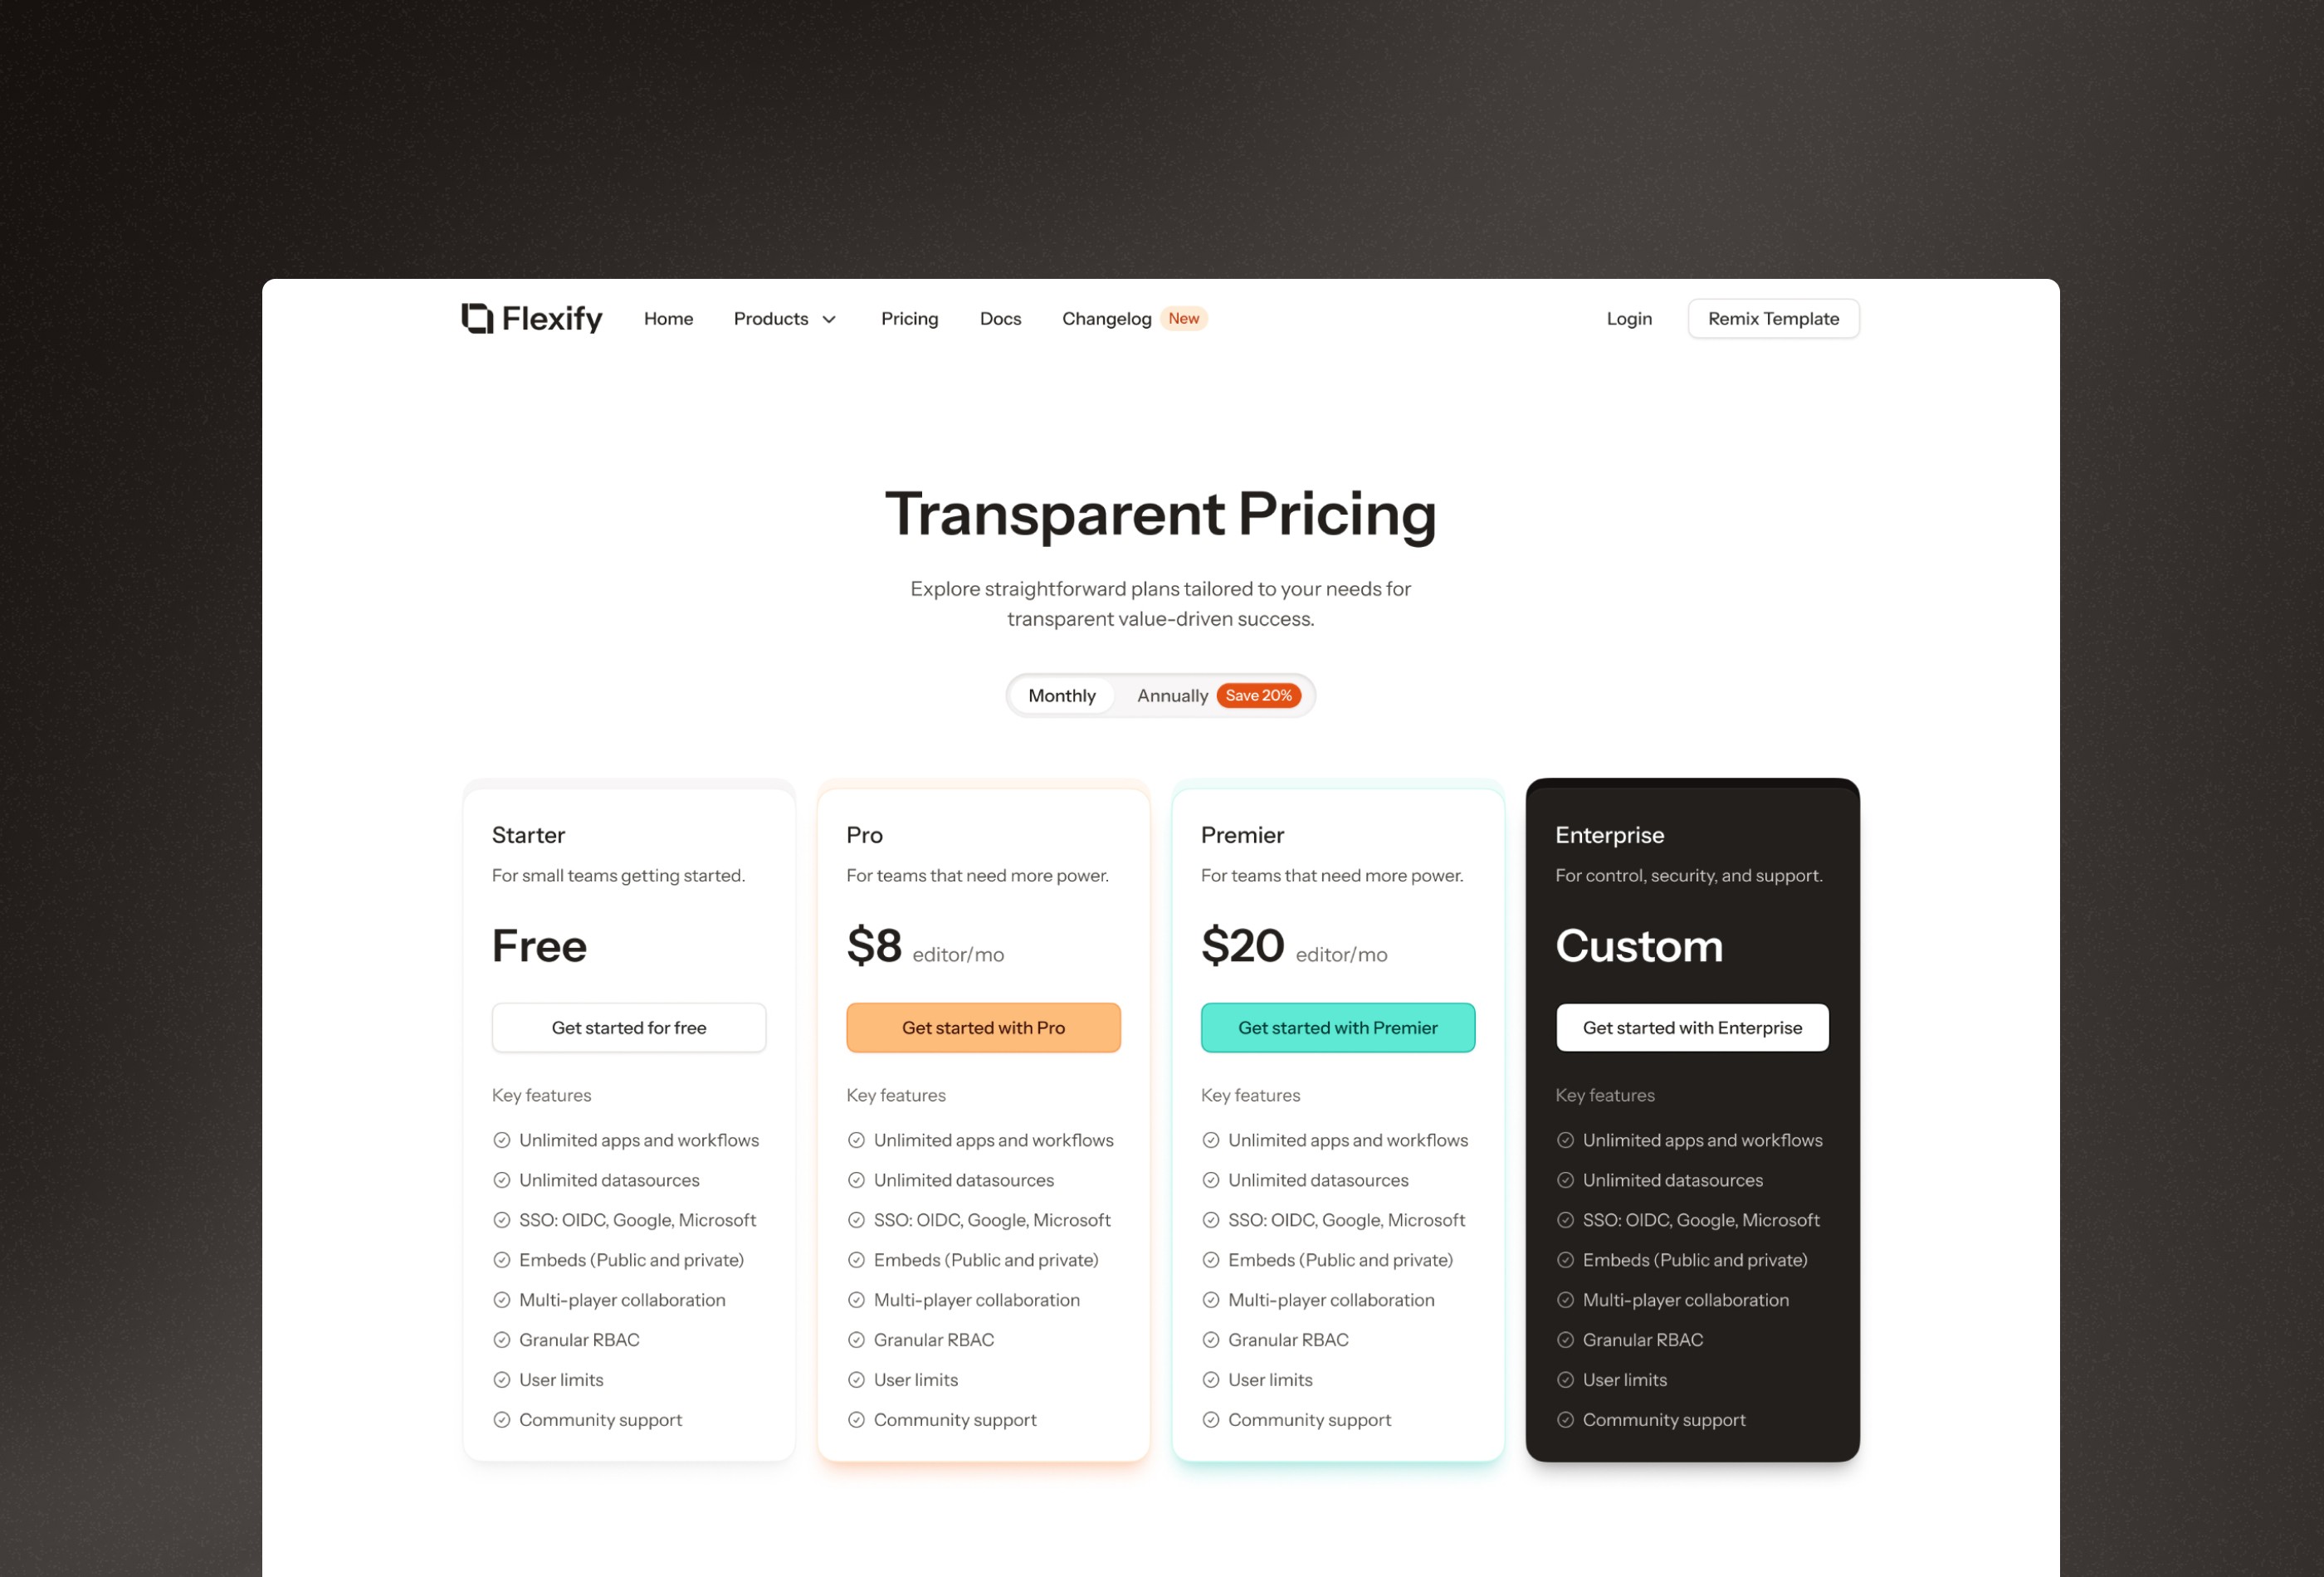 Flexify
Home
Products
Pricing
Docs
Changelog
New
Login
Remix Template
Transparent Pricing
Explore straightforward plans tailored to your needs for
transparent value-driven success.
Monthly
Annually
Save 20%
Starter
For small teams getting started.
Free
Get started for free
Key features
Unlimited apps and workflows
Unlimited datasources
SSO: OIDC, Google, Microsoft
Embeds (Public and private)
Multi-player collaboration
Granular RBAC
User limits
Community support
Pro
For teams that need more power.
$8 editor/mo
Get started with Pro
Key features
Unlimited apps and workflows
Unlimited datasources
SSO: OIDC, Google, Microsoft
Embeds (Public and private)
Multi-player collaboration
Granular RBAC
User limits
Community support
Premier
For teams that need more power.
$20 editor/mo
Get started with Premier
Key features
Unlimited apps and workflows
Unlimited datasources
SSO: OIDC, Google, Microsoft
Embeds (Public and private)
Multi-player collaboration
Granular RBAC
User limits
Community support
Enterprise
For control, security, and support.
Custom
Get started with Enterprise
Key features
Unlimited apps and workflows
Unlimited datasources
SSO: OIDC, Google, Microsoft
Embeds (Public and private)
Multi-player collaboration
Granular RBAC
User limits
Community support